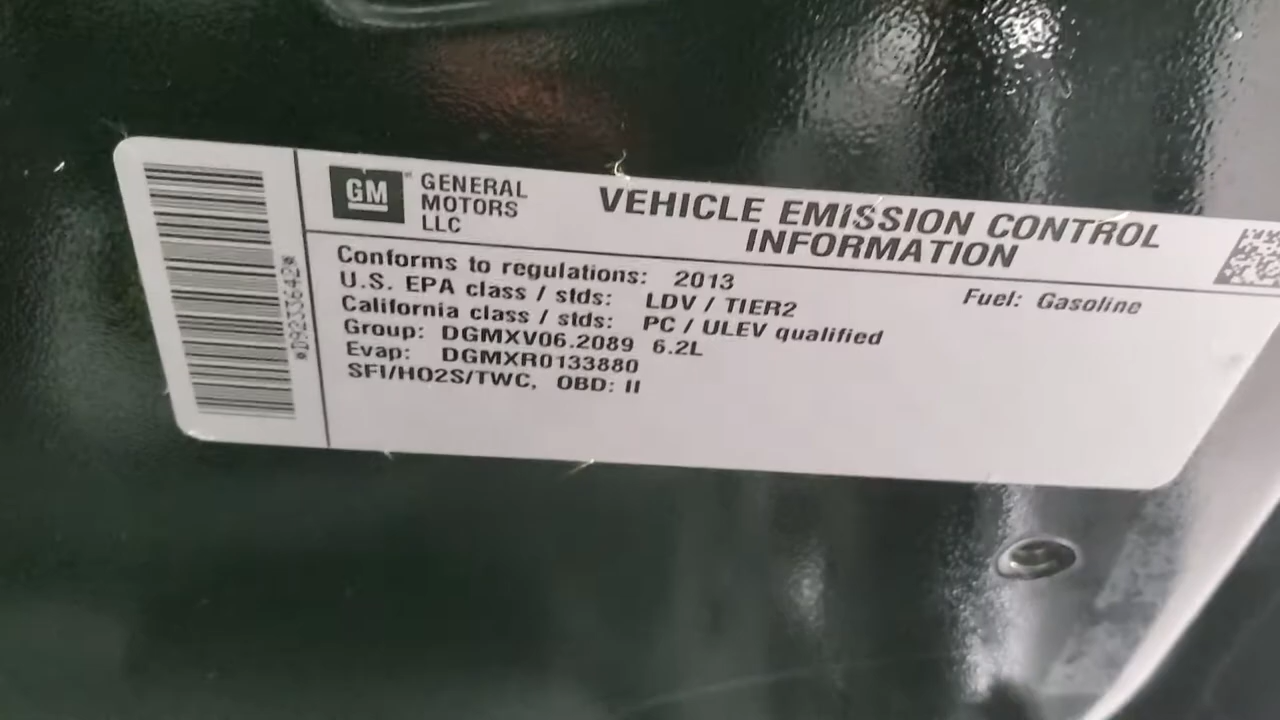 GM
GENERAL
MOTORS
LLC
VEHICLE EMISSION CONTROL
INFORMATION
Conforms to regulations: 2013
Fuel: Gasoline
U.S. EPA class / stds: LDV / TIER2
California class / stds: PC / ULEV qualified
Group: DGMXV06.2089 6.2L
Evap: DGMXR0133880
SFI/HO2S/TWC, OBD: II
*D9233642*